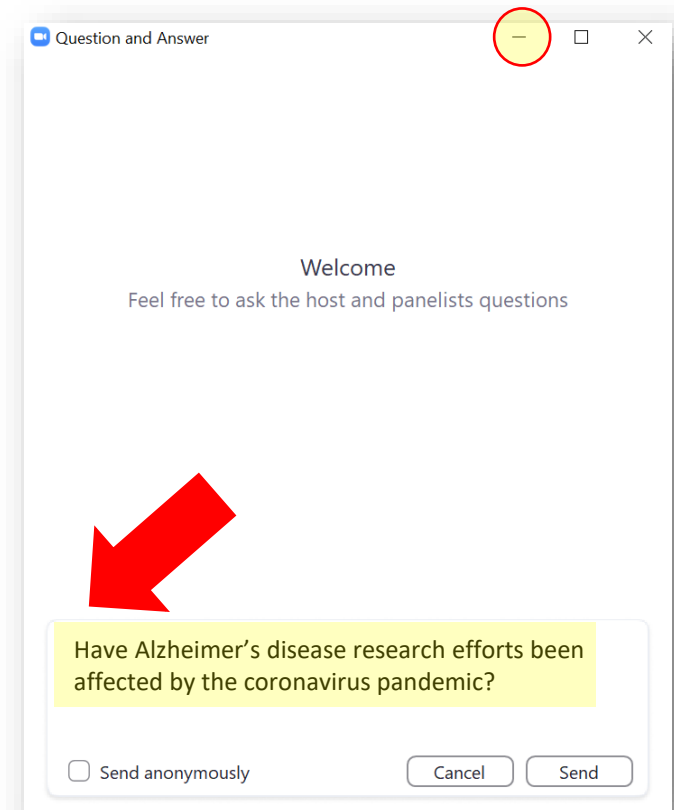 Question and Answer
Welcome
Feel free to ask the host and panelists questions
Have Alzheimer’s disease research efforts been
affected by the coronavirus pandemic?
Send anonymously
Cancel
Send